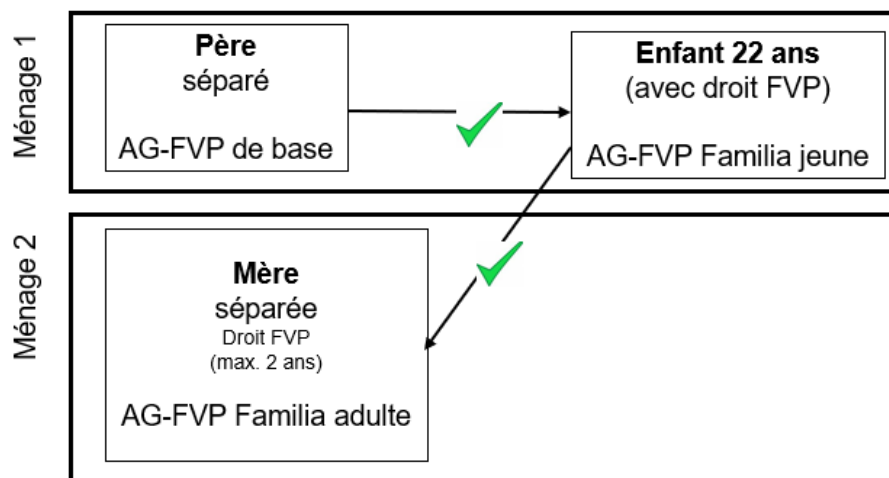 Ménage 1
Père
séparé
AG-FVP de base
Enfant 22 ans
(avec droit FVP)
AG-FVP Familia jeune
Ménage 2
Mère
séparée
Droit FVP
(max. 2 ans)
AG-FVP Familia adulte